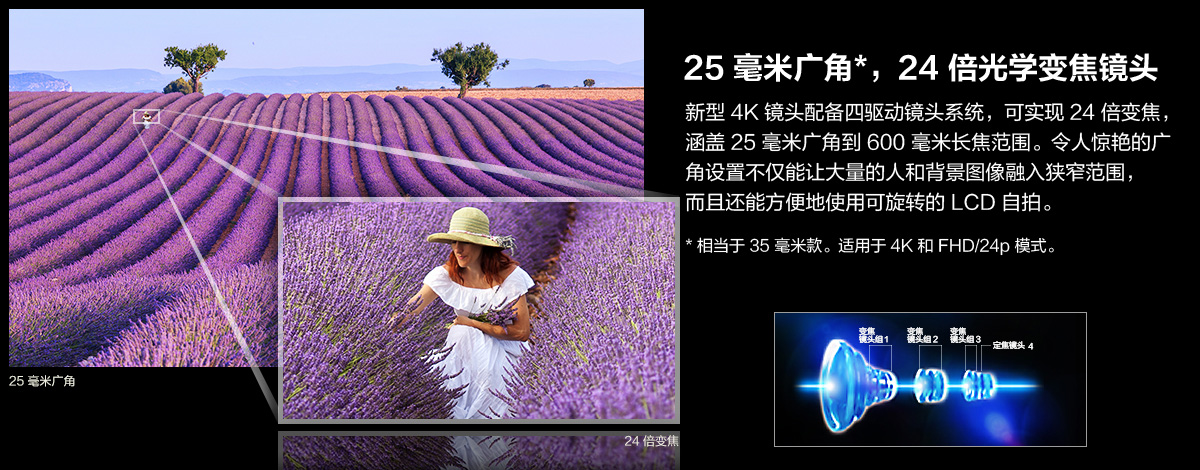 25 毫米广角*，24 倍光学变焦镜头
新型 4K 镜头配备四驱动镜头系统，可实现 24 倍变焦，
涵盖 25 毫米广角到 600 毫米长焦范围。令人惊艳的广
角设置不仅能让大量的人和背景图像融入狭窄范围，
而且还能方便地使用可旋转的 LCD 自拍。
* 相当于 35 毫米款。适用于 4K 和 FHD/24p 模式。
变焦
镜头组1
变焦
镜头组2
变焦
镜头组3
定焦镜头 4
25 毫米广角
24 倍变焦